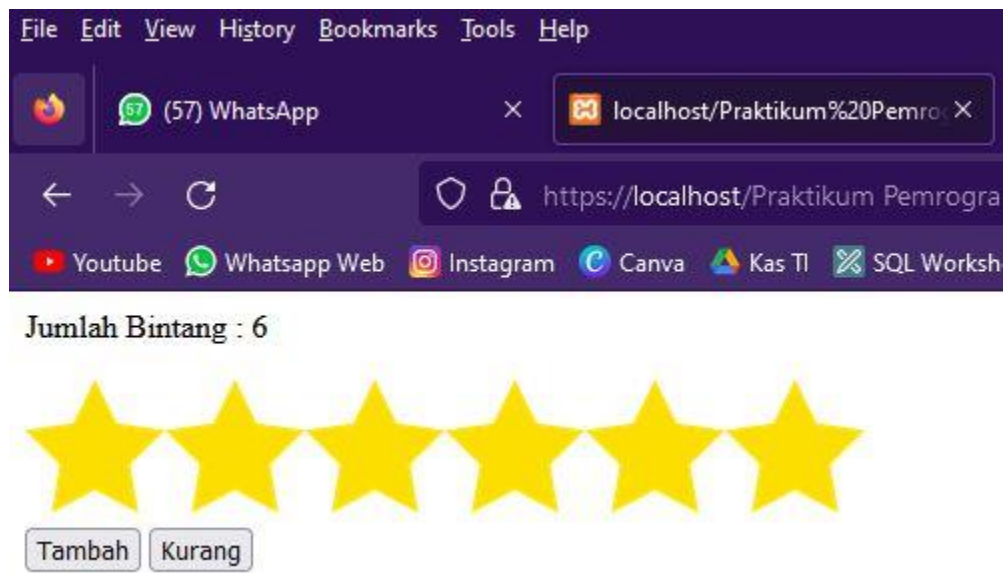 File Edit View History Bookmarks Tools Help
57 (57) WhatsApp localhost/Praktikum%20Pemro
https://localhost/Praktikum Pemrogra
Youtube Whatsapp Web Instagram Canva Kas TI SQL Worksh
Jumlah Bintang : 6
Tambah Kurang